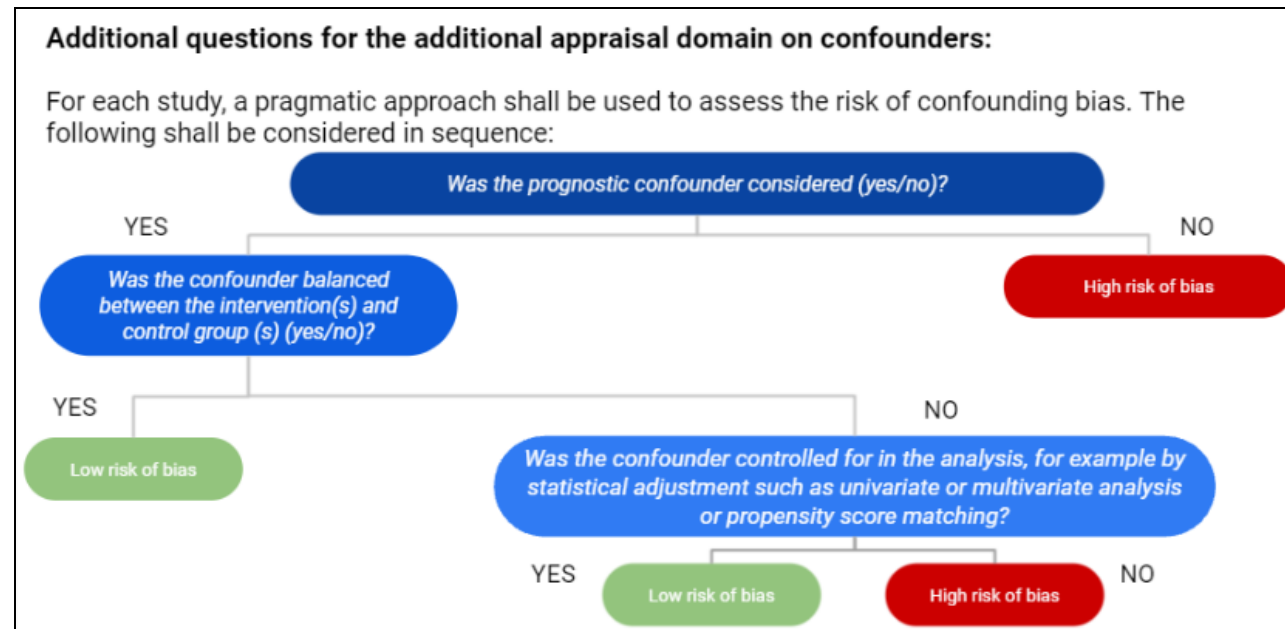 Additional questions for the additional appraisal domain on confounders:
For each study, a pragmatic approach shall be used to assess the risk of confounding bias. The
following shall be considered in sequence:
Was the prognostic confounder considered (yes/no)?
YES
NO
Was the confounder balanced
between the intervention(s) and
control group (s) (yes/no)?
High risk of bias
YES
NO
Low risk of bias
Was the confounder controlled for in the analysis, for example by
statistical adjustment such as univariate or multivariate analysis
or propensity score matching?
YES
Low risk of bias
High risk of bias
NO